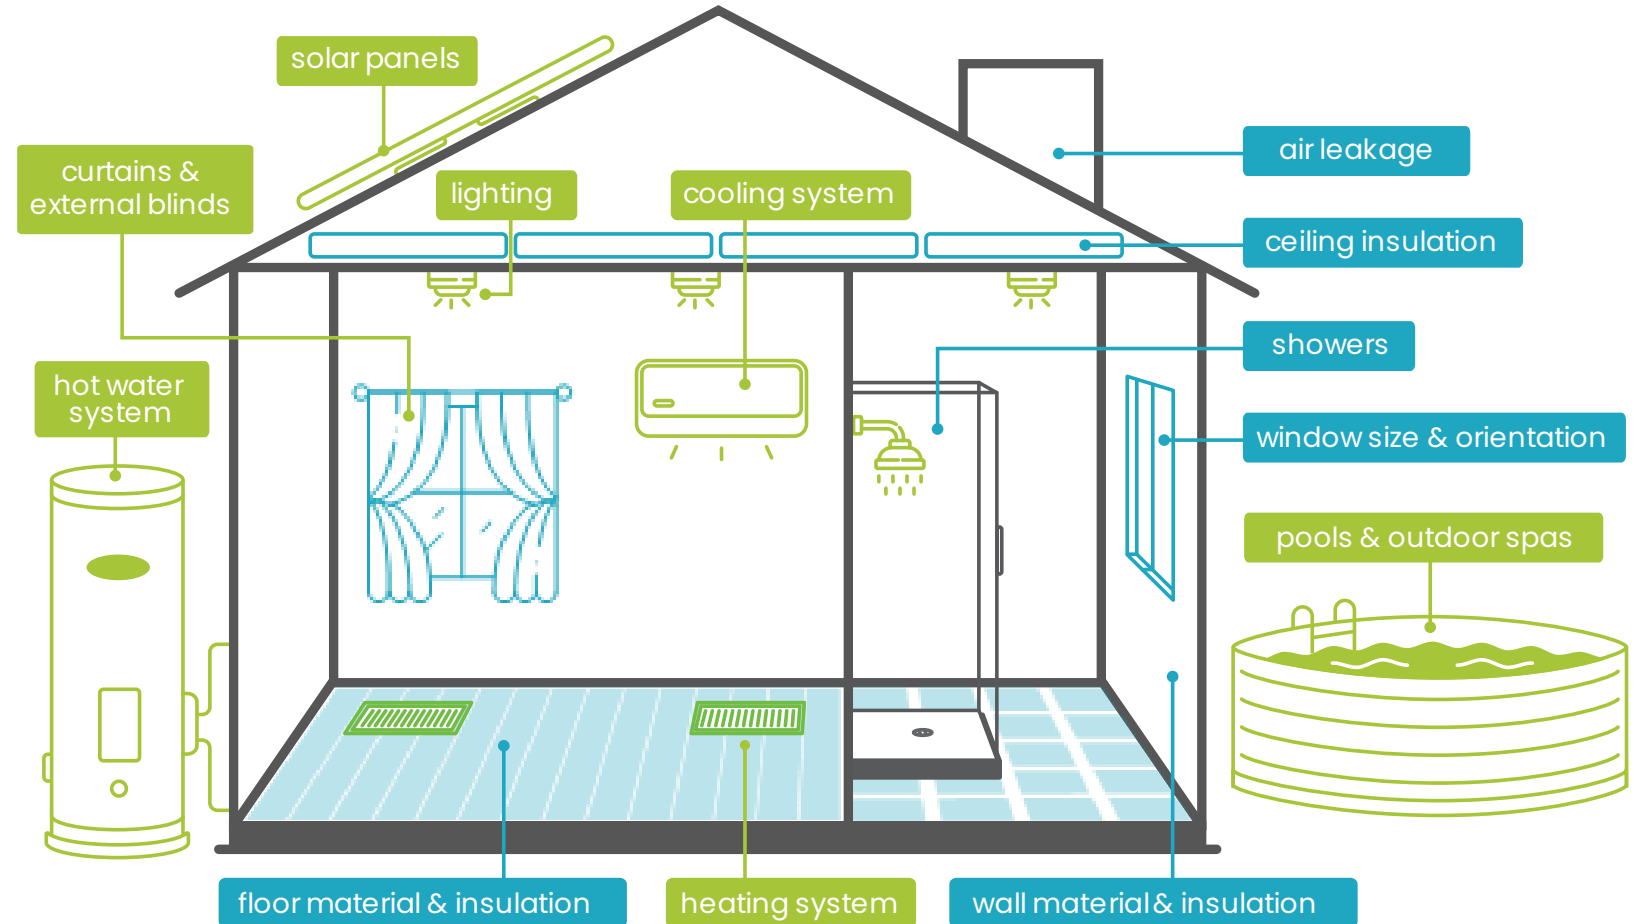 solar panels
air leakage
curtains &
external blinds
lighting
cooling system
ceiling insulation
showers
hot water
system
window size & orientation
pools & outdoor spas
floor material & insulation
heating system
wall material & insulation